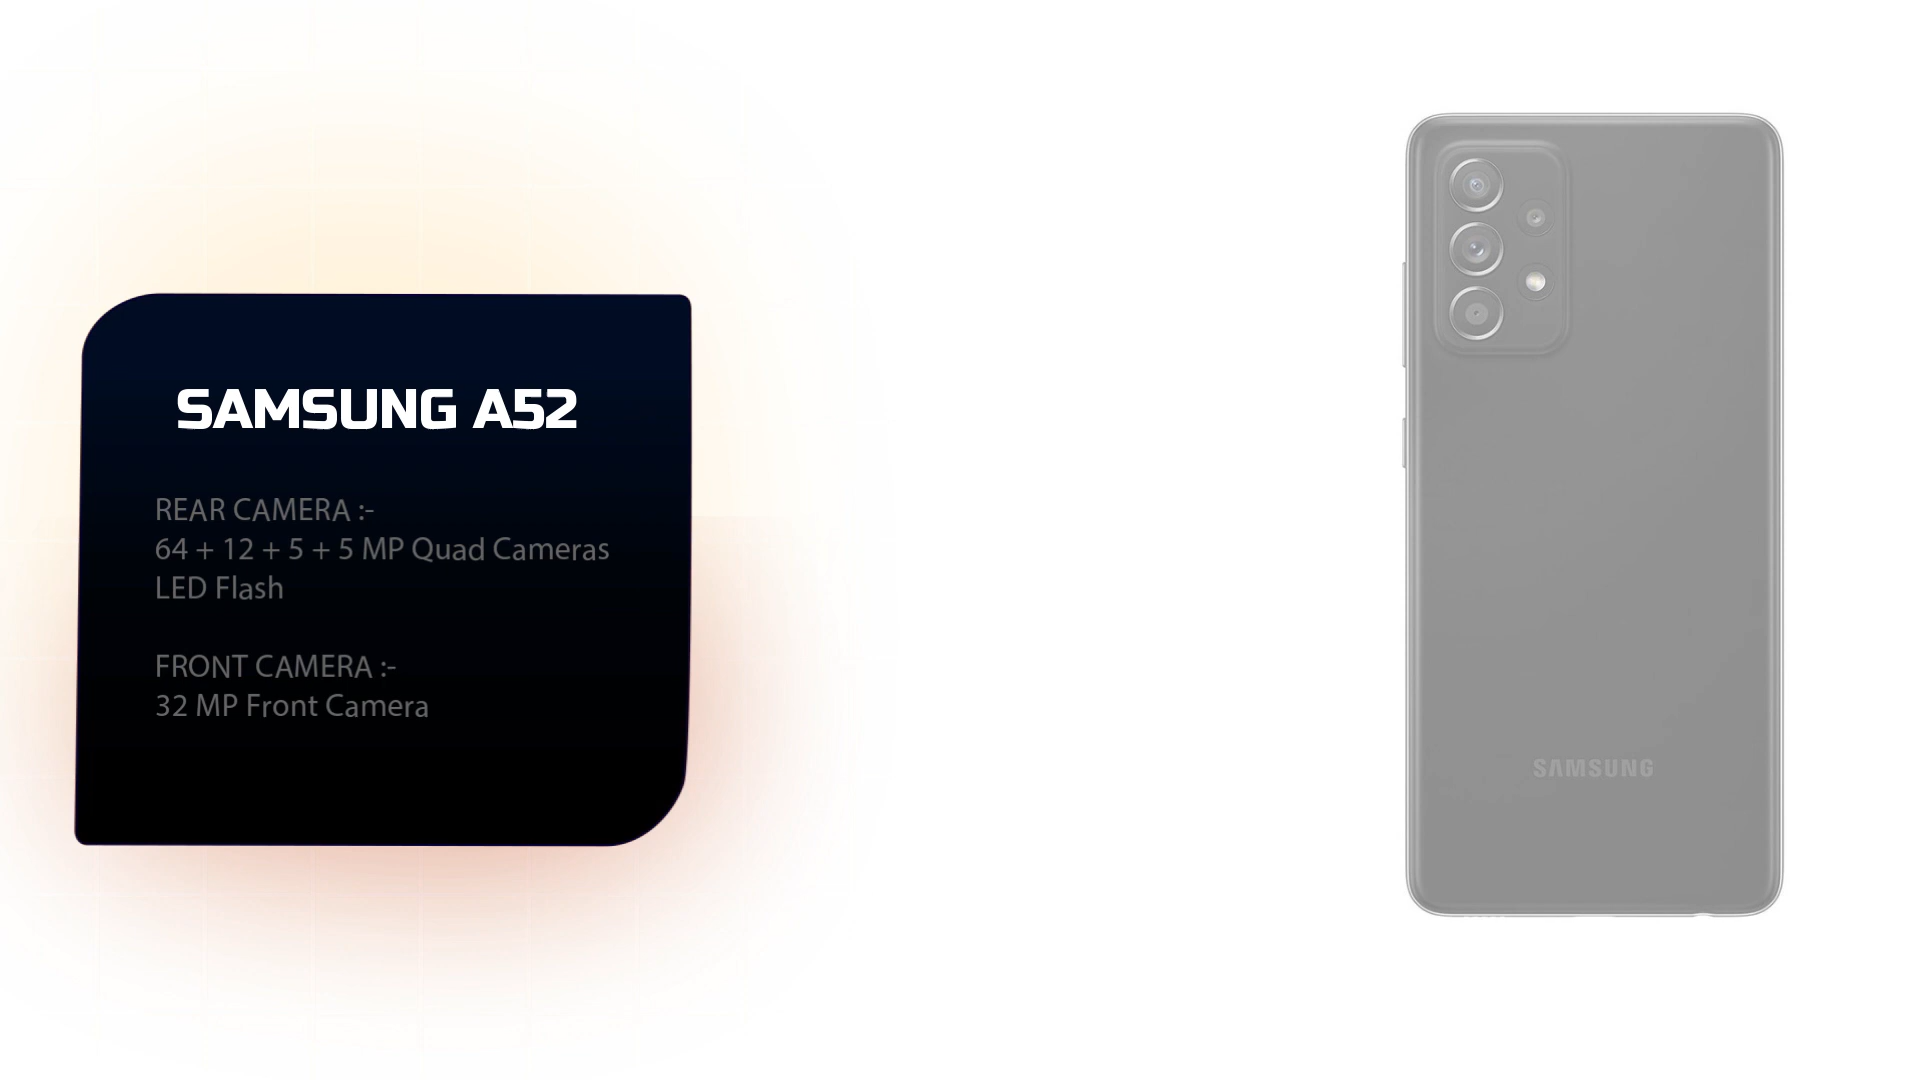 SAMSUNG A52
REAR CAMERA :-
64 + 12 + 5 + 5 MP Quad Cameras
LED Flash
FRONT CAMERA :-
32 MP Front Camera
SAMSUNG